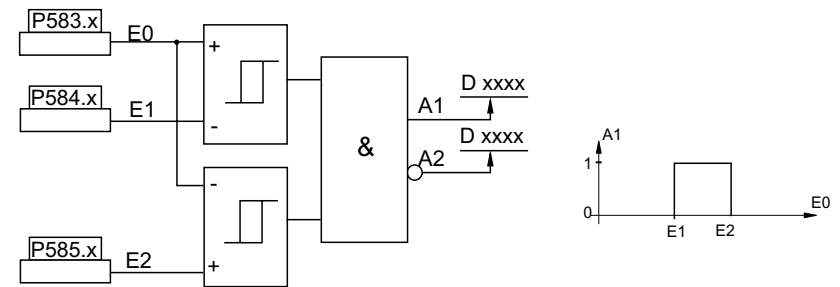 P583.x
E0
+
P584.x
E1
-
&
A1
D xxxx
A2
D xxxx
-
P585.x
E2
+
A1
1
0
E1
E2
E0